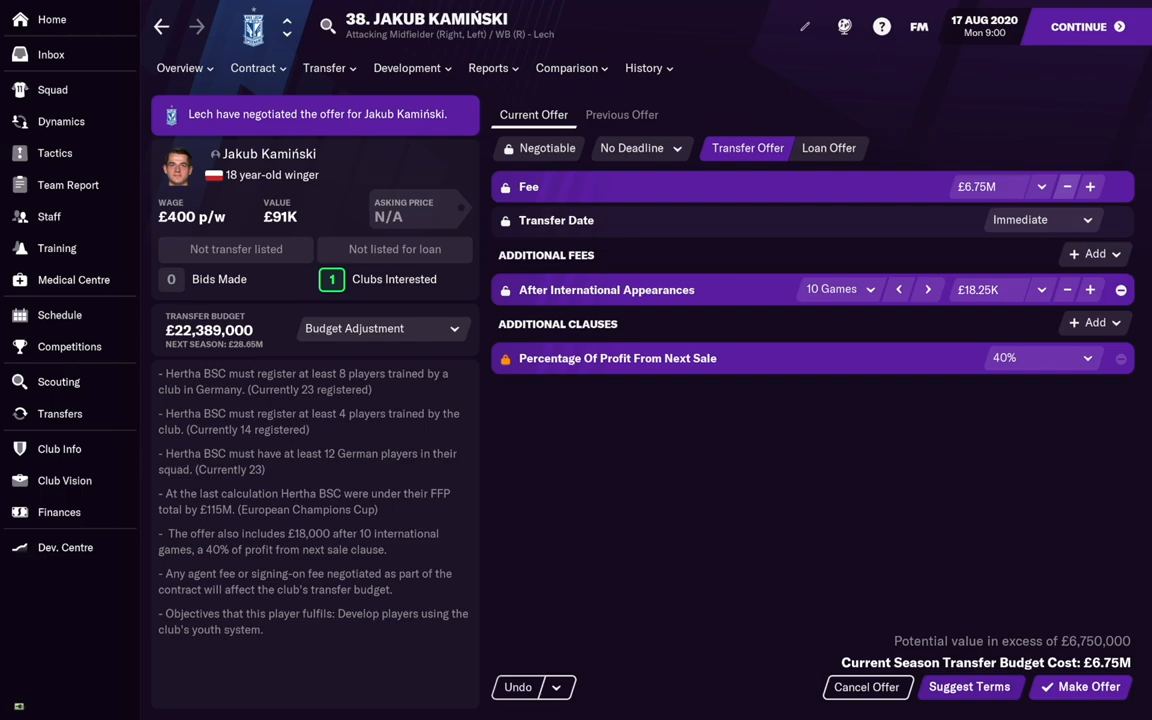 Home
Inbox
Squad
Dynamics
Tactics
Team Report
Staff
Training
Medical Centre
Schedule
Competitions
Scouting
Transfers
Club Info
Club Vision
Finances
Dev. Centre
38. JAKUB KAMIŃSKI
Attacking Midfielder (Right, Left) / WB (R) - Lech
?
FM
17 AUG 2020
Mon 9:00
CONTINUE
Overview
Contract
Transfer
Development
Reports
Comparison
History
Lech have negotiated the offer for Jakub Kamiński.
Jakub Kamiński
18 year-old winger
WAGE
£400 p/w
VALUE
£91K
ASKING PRICE
N/A
Not transfer listed
Not listed for loan
0 Bids Made
1 Clubs Interested
TRANSFER BUDGET
£22,389,000
NEXT SEASON: £28.65M
Budget Adjustment
- Hertha BSC must register at least 8 players trained by a
club in Germany. (Currently 23 registered)
- Hertha BSC must register at least 4 players trained by the
club. (Currently 14 registered)
- Hertha BSC must have at least 12 German players in their
squad. (Currently 23)
- At the last calculation Hertha BSC were under their FFP
total by £115M. (European Champions Cup)
- The offer also includes £18,000 after 10 international
games, a 40% of profit from next sale clause.
- Any agent fee or signing-on fee negotiated as part of the
contract will affect the club's transfer budget.
- Objectives that this player fulfils: Develop players using the
club's youth system.
Current Offer
Previous Offer
Negotiable
No Deadline
Transfer Offer
Loan Offer
Fee
£6.75M
Transfer Date
Immediate
ADDITIONAL FEES
+ Add
After International Appearances
10 Games
£18.25K
ADDITIONAL CLAUSES
+ Add
Percentage Of Profit From Next Sale
40%
Potential value in excess of £6,750,000
Current Season Transfer Budget Cost: £6.75M
Undo
Cancel Offer
Suggest Terms
Make Offer